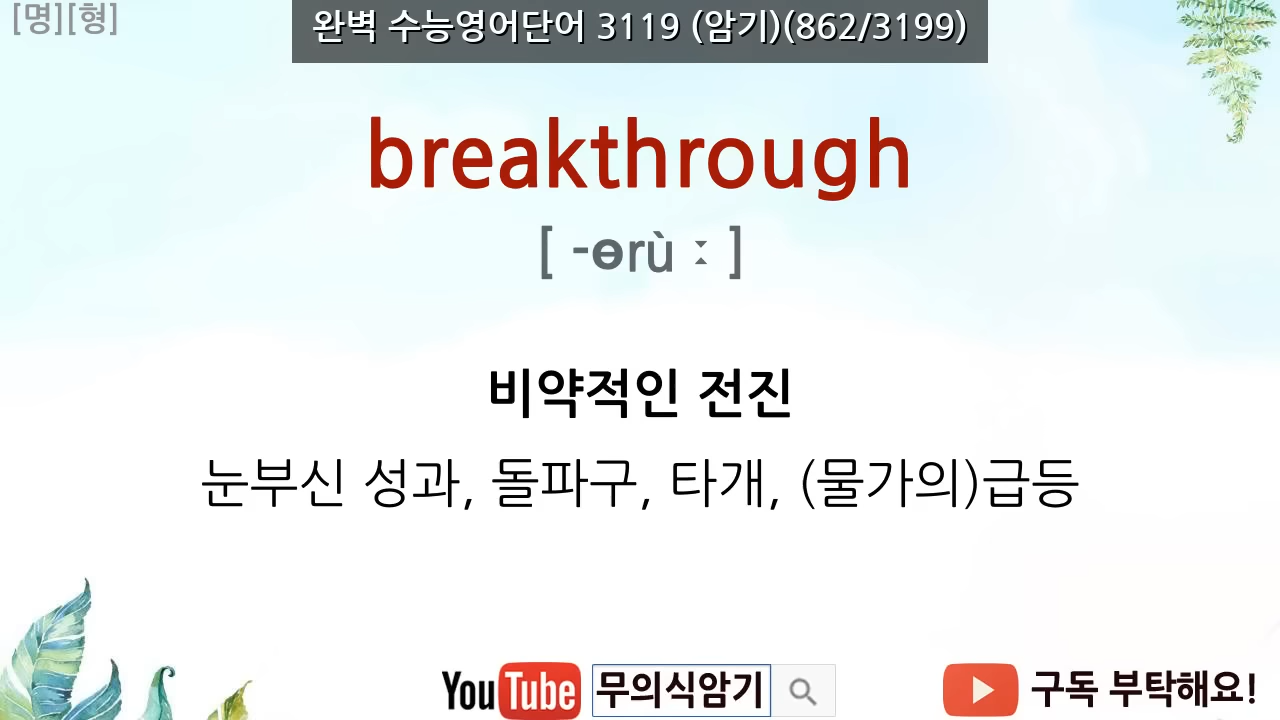 [명][형]
완벽 수능영어단어 3119 (암기)(862/3199)
breakthrough
[ -θrùː ]
비약적인 전진
눈부신 성과, 돌파구, 타개, (물가의)급등
YouTube 무의식암기
구독 부탁해요!